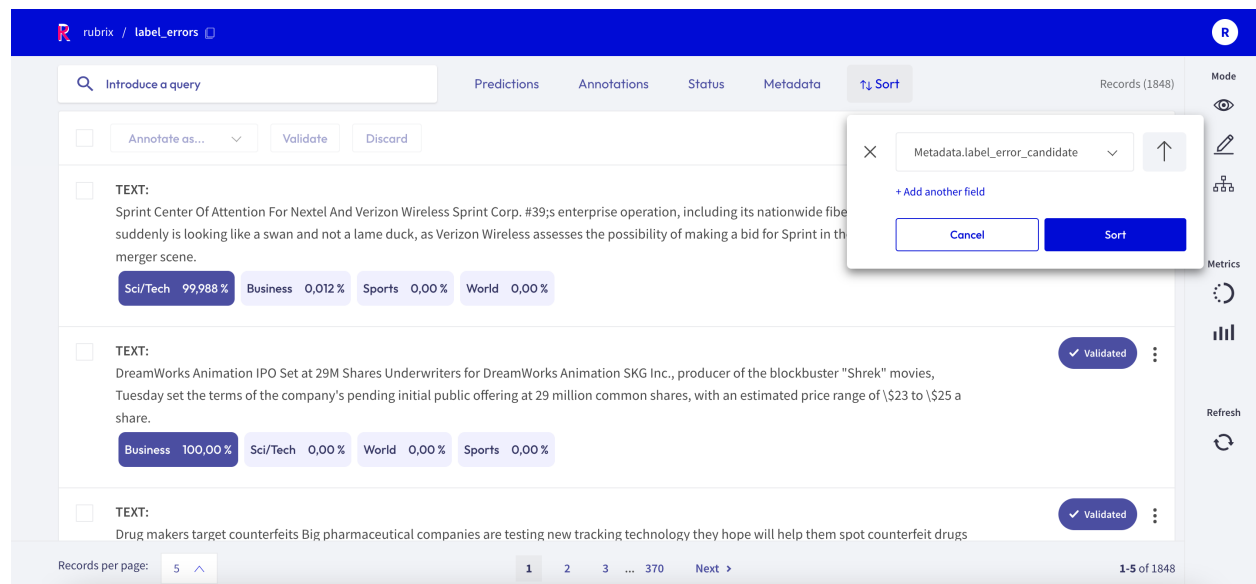 R rubrix / label_errors R
Introduce a query Predictions Annotations Status Metadata Sort Records (1848)
Mode
Annotate as... Validate Discard
Metadata.label_error_candidate
+ Add another field
Cancel Sort
TEXT:
Sprint Center Of Attention For Nextel And Verizon Wireless Sprint Corp. #39;s enterprise operation, including its nationwide fibe
suddenly is looking like a swan and not a lame duck, as Verizon Wireless assesses the possibility of making a bid for Sprint in th
merger scene.
Sci/Tech 99,988 % Business 0,012 % Sports 0,00 % World 0,00 %
Metrics
TEXT:
Validated
DreamWorks Animation IPO Set at 29M Shares Underwriters for DreamWorks Animation SKG Inc., producer of the blockbuster "Shrek" movies,
Tuesday set the terms of the company's pending initial public offering at 29 million common shares, with an estimated price range of \$23 to \$25 a
share.
Business 100,00 % Sci/Tech 0,00 % World 0,00 % Sports 0,00 %
Refresh
TEXT:
Validated
Drug makers target counterfeits Big pharmaceutical companies are testing new tracking technology they hope will help them spot counterfeit drugs
Records per page: 5 1 2 3 ... 370 Next > 1-5 of 1848